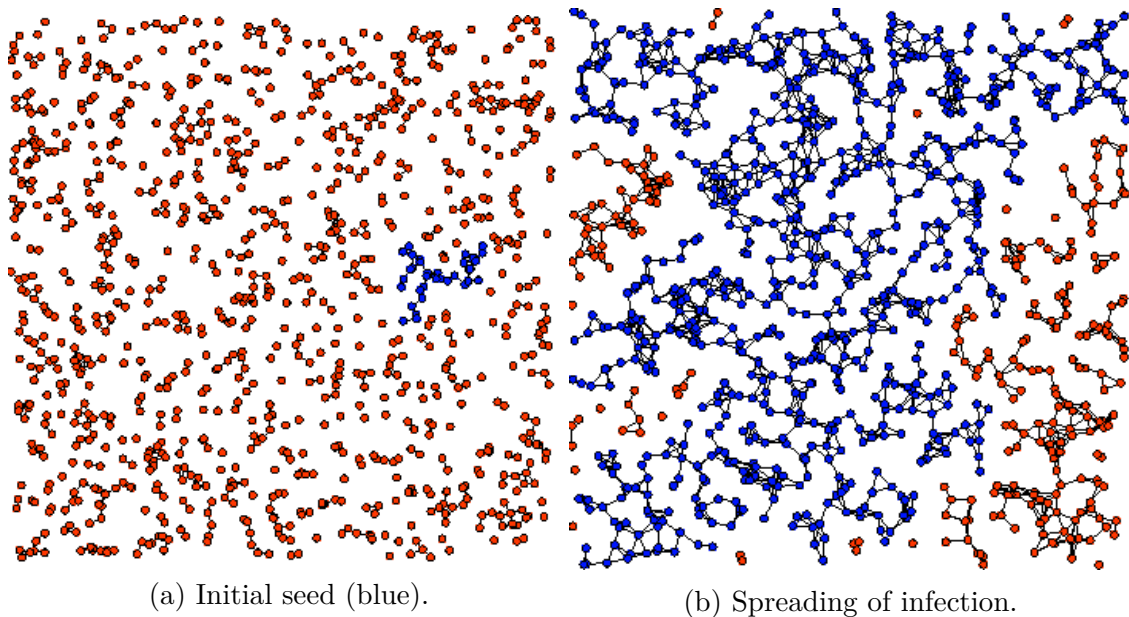 (a) Initial seed (blue).
(b) Spreading of infection.